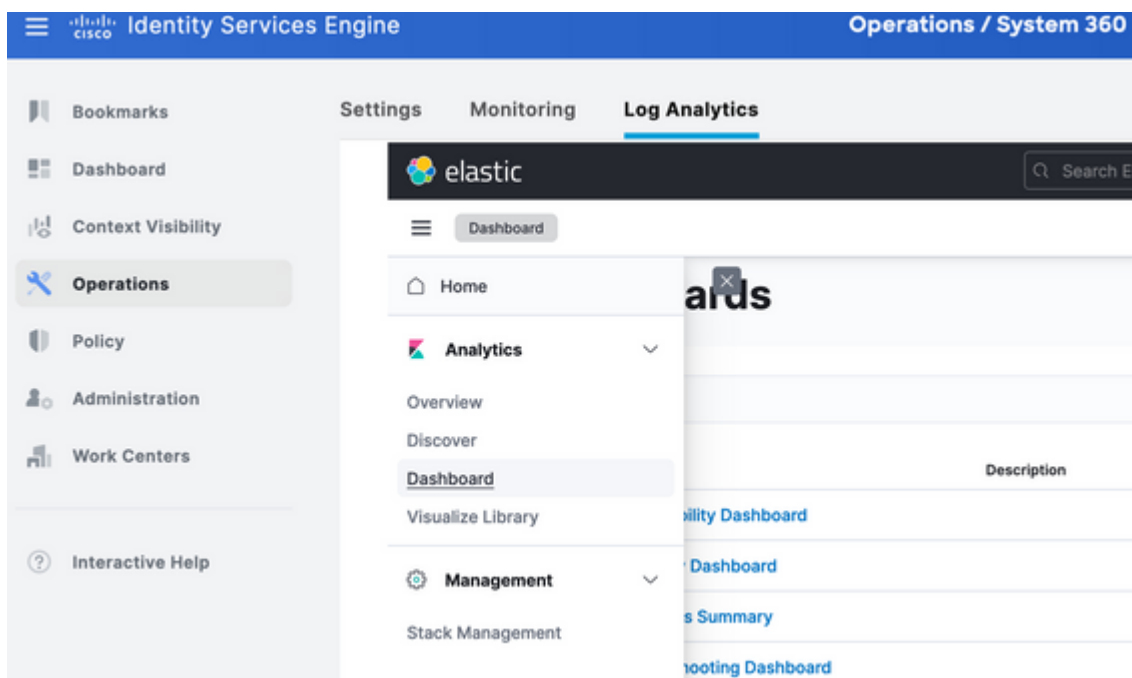 cisco Identity Services Engine
Operations / System 360
Bookmarks
Dashboard
Context Visibility
Operations
Policy
Administration
Work Centers
Interactive Help
Settings Monitoring Log Analytics
elastic
Search E
Dashboard
Home
Analytics
Overview
Discover
Dashboard
Visualize Library
Management
Stack Management
ards
Description
bility Dashboard
Dashboard
s Summary
hooting Dashboard